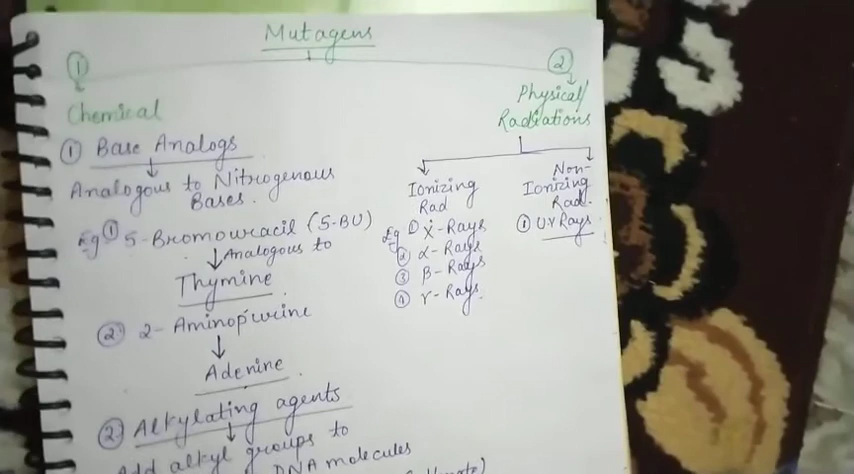 Mutagens
①
②
Chemical
Physical/
Radiations
① Base Analogs
Analogous to Nitrogenous
Bases.
Eg ① 5-Bromouracil (5-BU)
Analogous to
Thymine
② 2-Aminopurine
Adenine
② Alkylating agents
Add alkyl groups to
DNA molecules
Ionizing
Rad
Eg ① X-Rays
② α-Rays
③ β-Rays
④ γ-Rays.
Non-
Ionizing
Rad.
① UV Rays